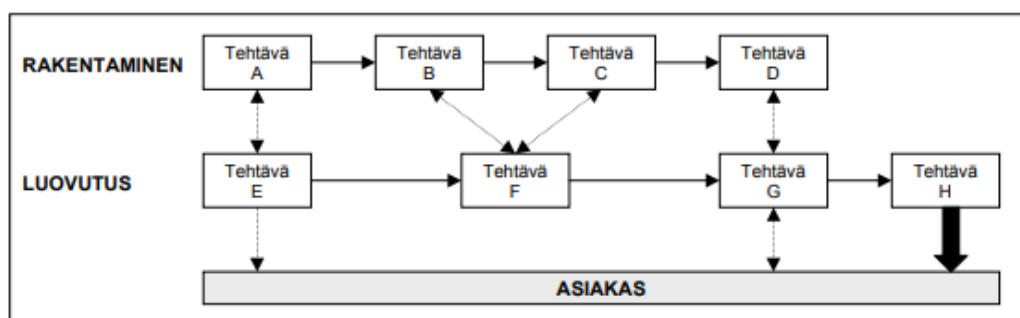 RAKENTAMINEN
Tehtävä
A
Tehtävä
B
Tehtävä
C
Tehtävä
D
LUOVUTUS
Tehtävä
E
Tehtävä
F
Tehtävä
G
Tehtävä
H
ASIAKAS